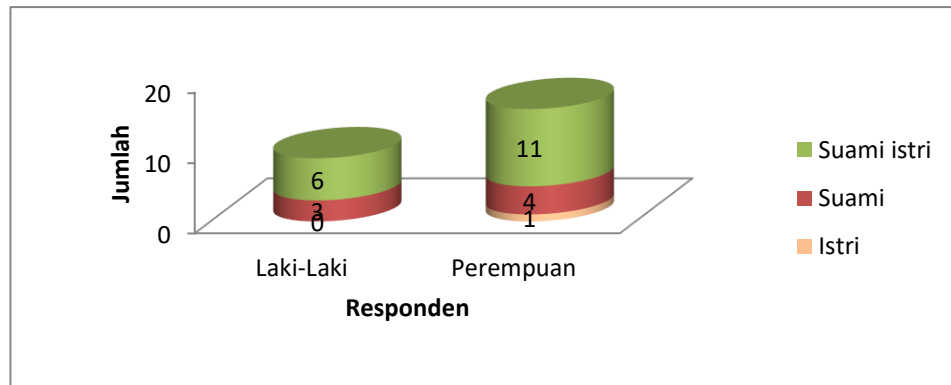 Jumlah
20
10
0
6
3
0
11
4
1
Laki-Laki
Perempuan
Responden
Suami istri
Suami
Istri